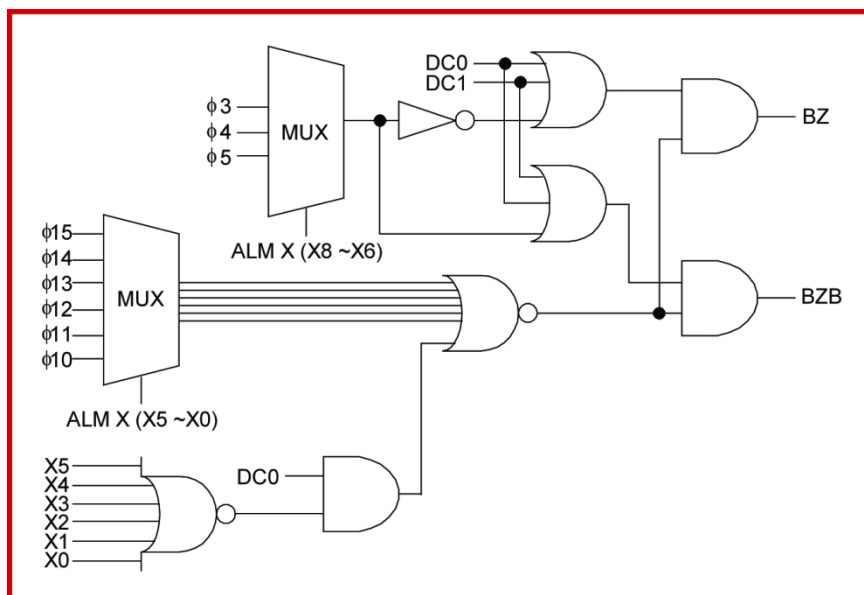 DC0
DC1
ϕ3
ϕ4
ϕ5
MUX
BZ
ALM X (X8 ~X6)
ϕ15
ϕ14
ϕ13
ϕ12
ϕ11
ϕ10
MUX
BZB
ALM X (X5 ~X0)
X5
X4
X3
X2
X1
X0
DC0